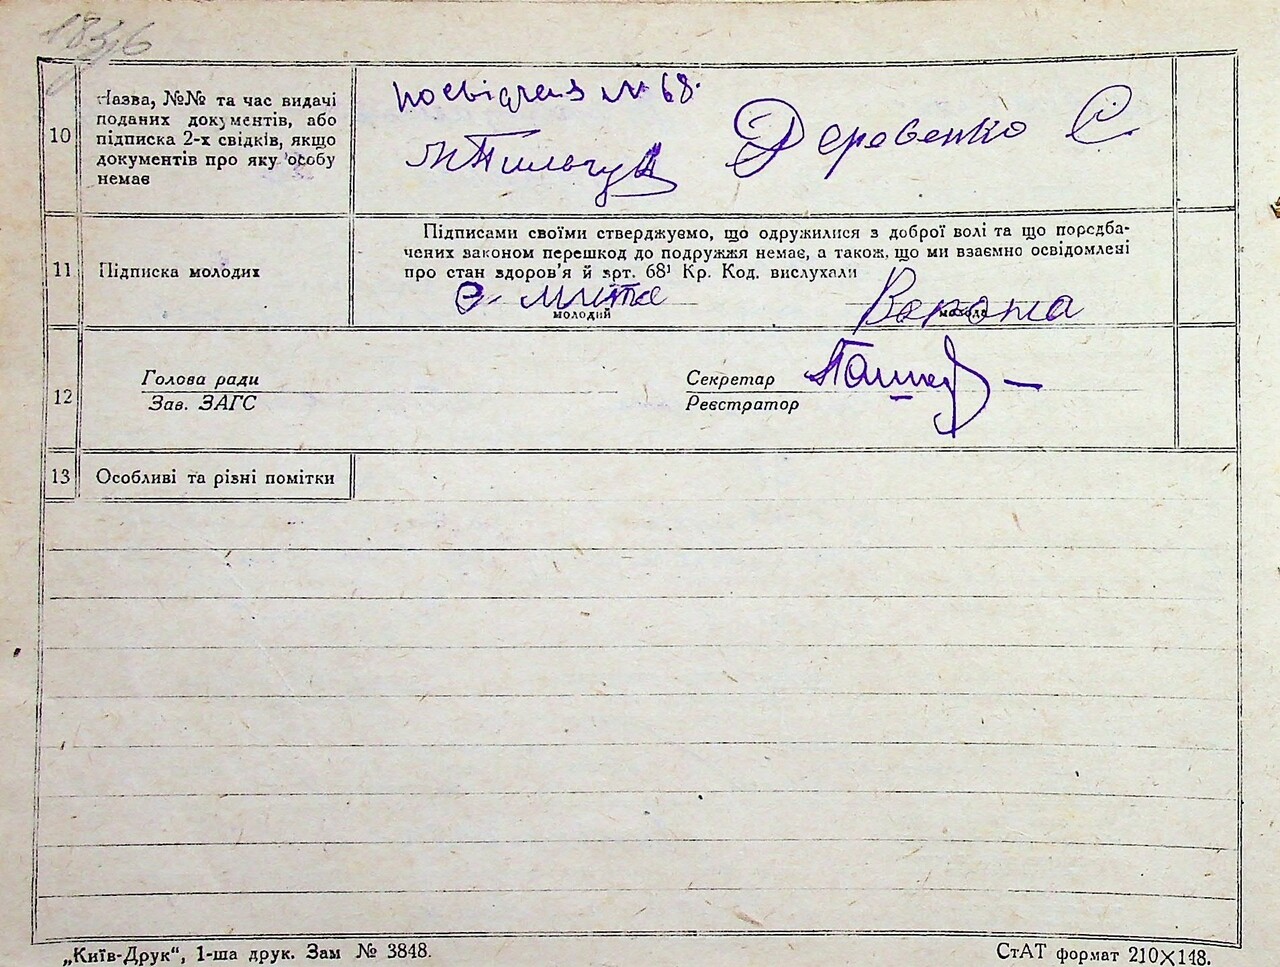 1836
10
Назва, №№ та час видачі
поданих документів, або
підписка 2-х свідків, якщо
документів про яку особу
немає
посвідчення № 68.
Деревенко С
11
Підписка молодих
Підписами своїми стверджуємо, що одружилися з доброї волі та що поредба-
чених законом перешкод до подружжя немає, а також, що ми взаємно освідомлені
про стан здоров'я й арт. 68¹ Кр. Код. вислухали
молодий
Ворона
молода
12
Голова ради
Зав. ЗАГС
Секретар
Реєстратор
13
Особливі та різні помітки
„Київ-Друк“, 1-ша друк. Зам № 3848.
СтАТ формат 210×148.